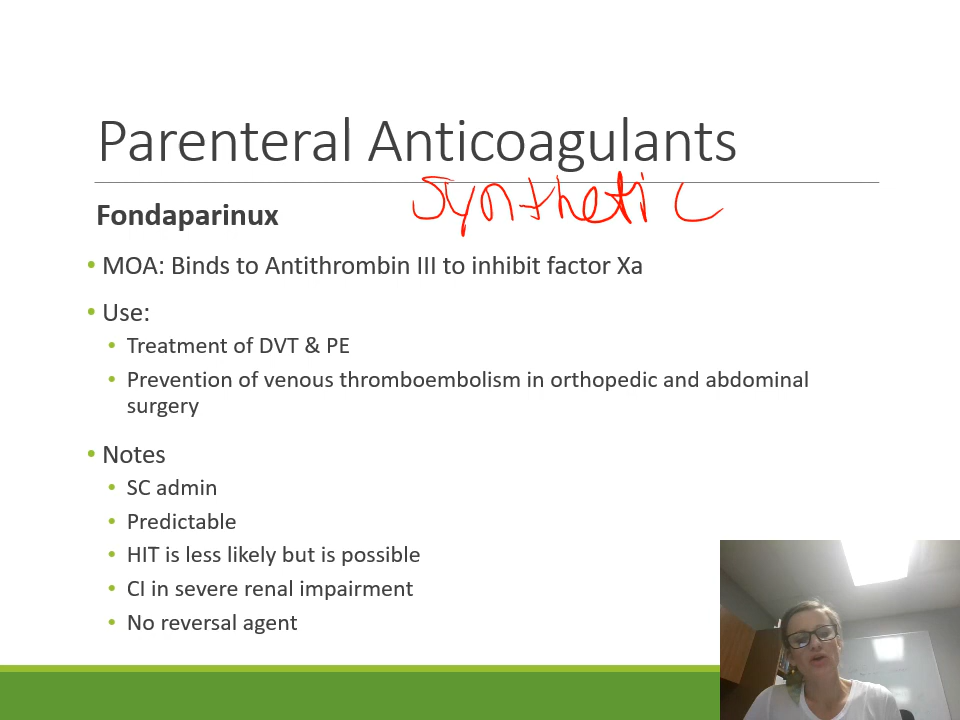 Parenteral Anticoagulants
Synthetic
Fondaparinux
• MOA: Binds to Antithrombin III to inhibit factor Xa
• Use:
• Treatment of DVT & PE
• Prevention of venous thromboembolism in orthopedic and abdominal
surgery
• Notes
• SC admin
• Predictable
• HIT is less likely but is possible
• CI in severe renal impairment
• No reversal agent